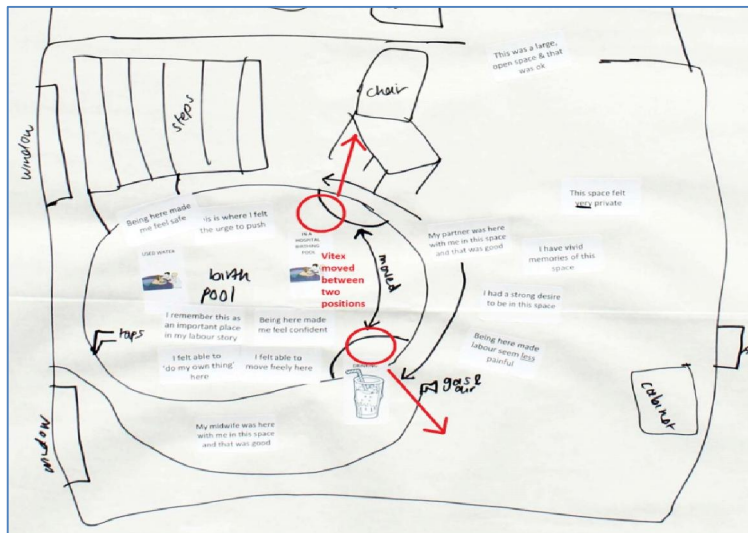 This was a large,
open space & that
was ok
chair
steps
window
This space felt
very private
Being here made
me feel safe
is is where I felt
the urge to push
IN A
HOSPITAL
BIRTHING
POOL
My partner was here
with me in this space
and that was good
I have vivid
memories of this
space
USED WATER
Vitex
moved
between
two
positions
moved
birth
pool
I had a strong desire
to be in this space
I remember this as
an important place
in my labour story
Being here made
me feel confident
taps
Being here made
labour seem less
painful
I felt able to
'do my own thing'
here
I felt able to
move freely here
DRINKING
gas &
air
cabinet
My midwife was here
with me in this space
and that was good
window